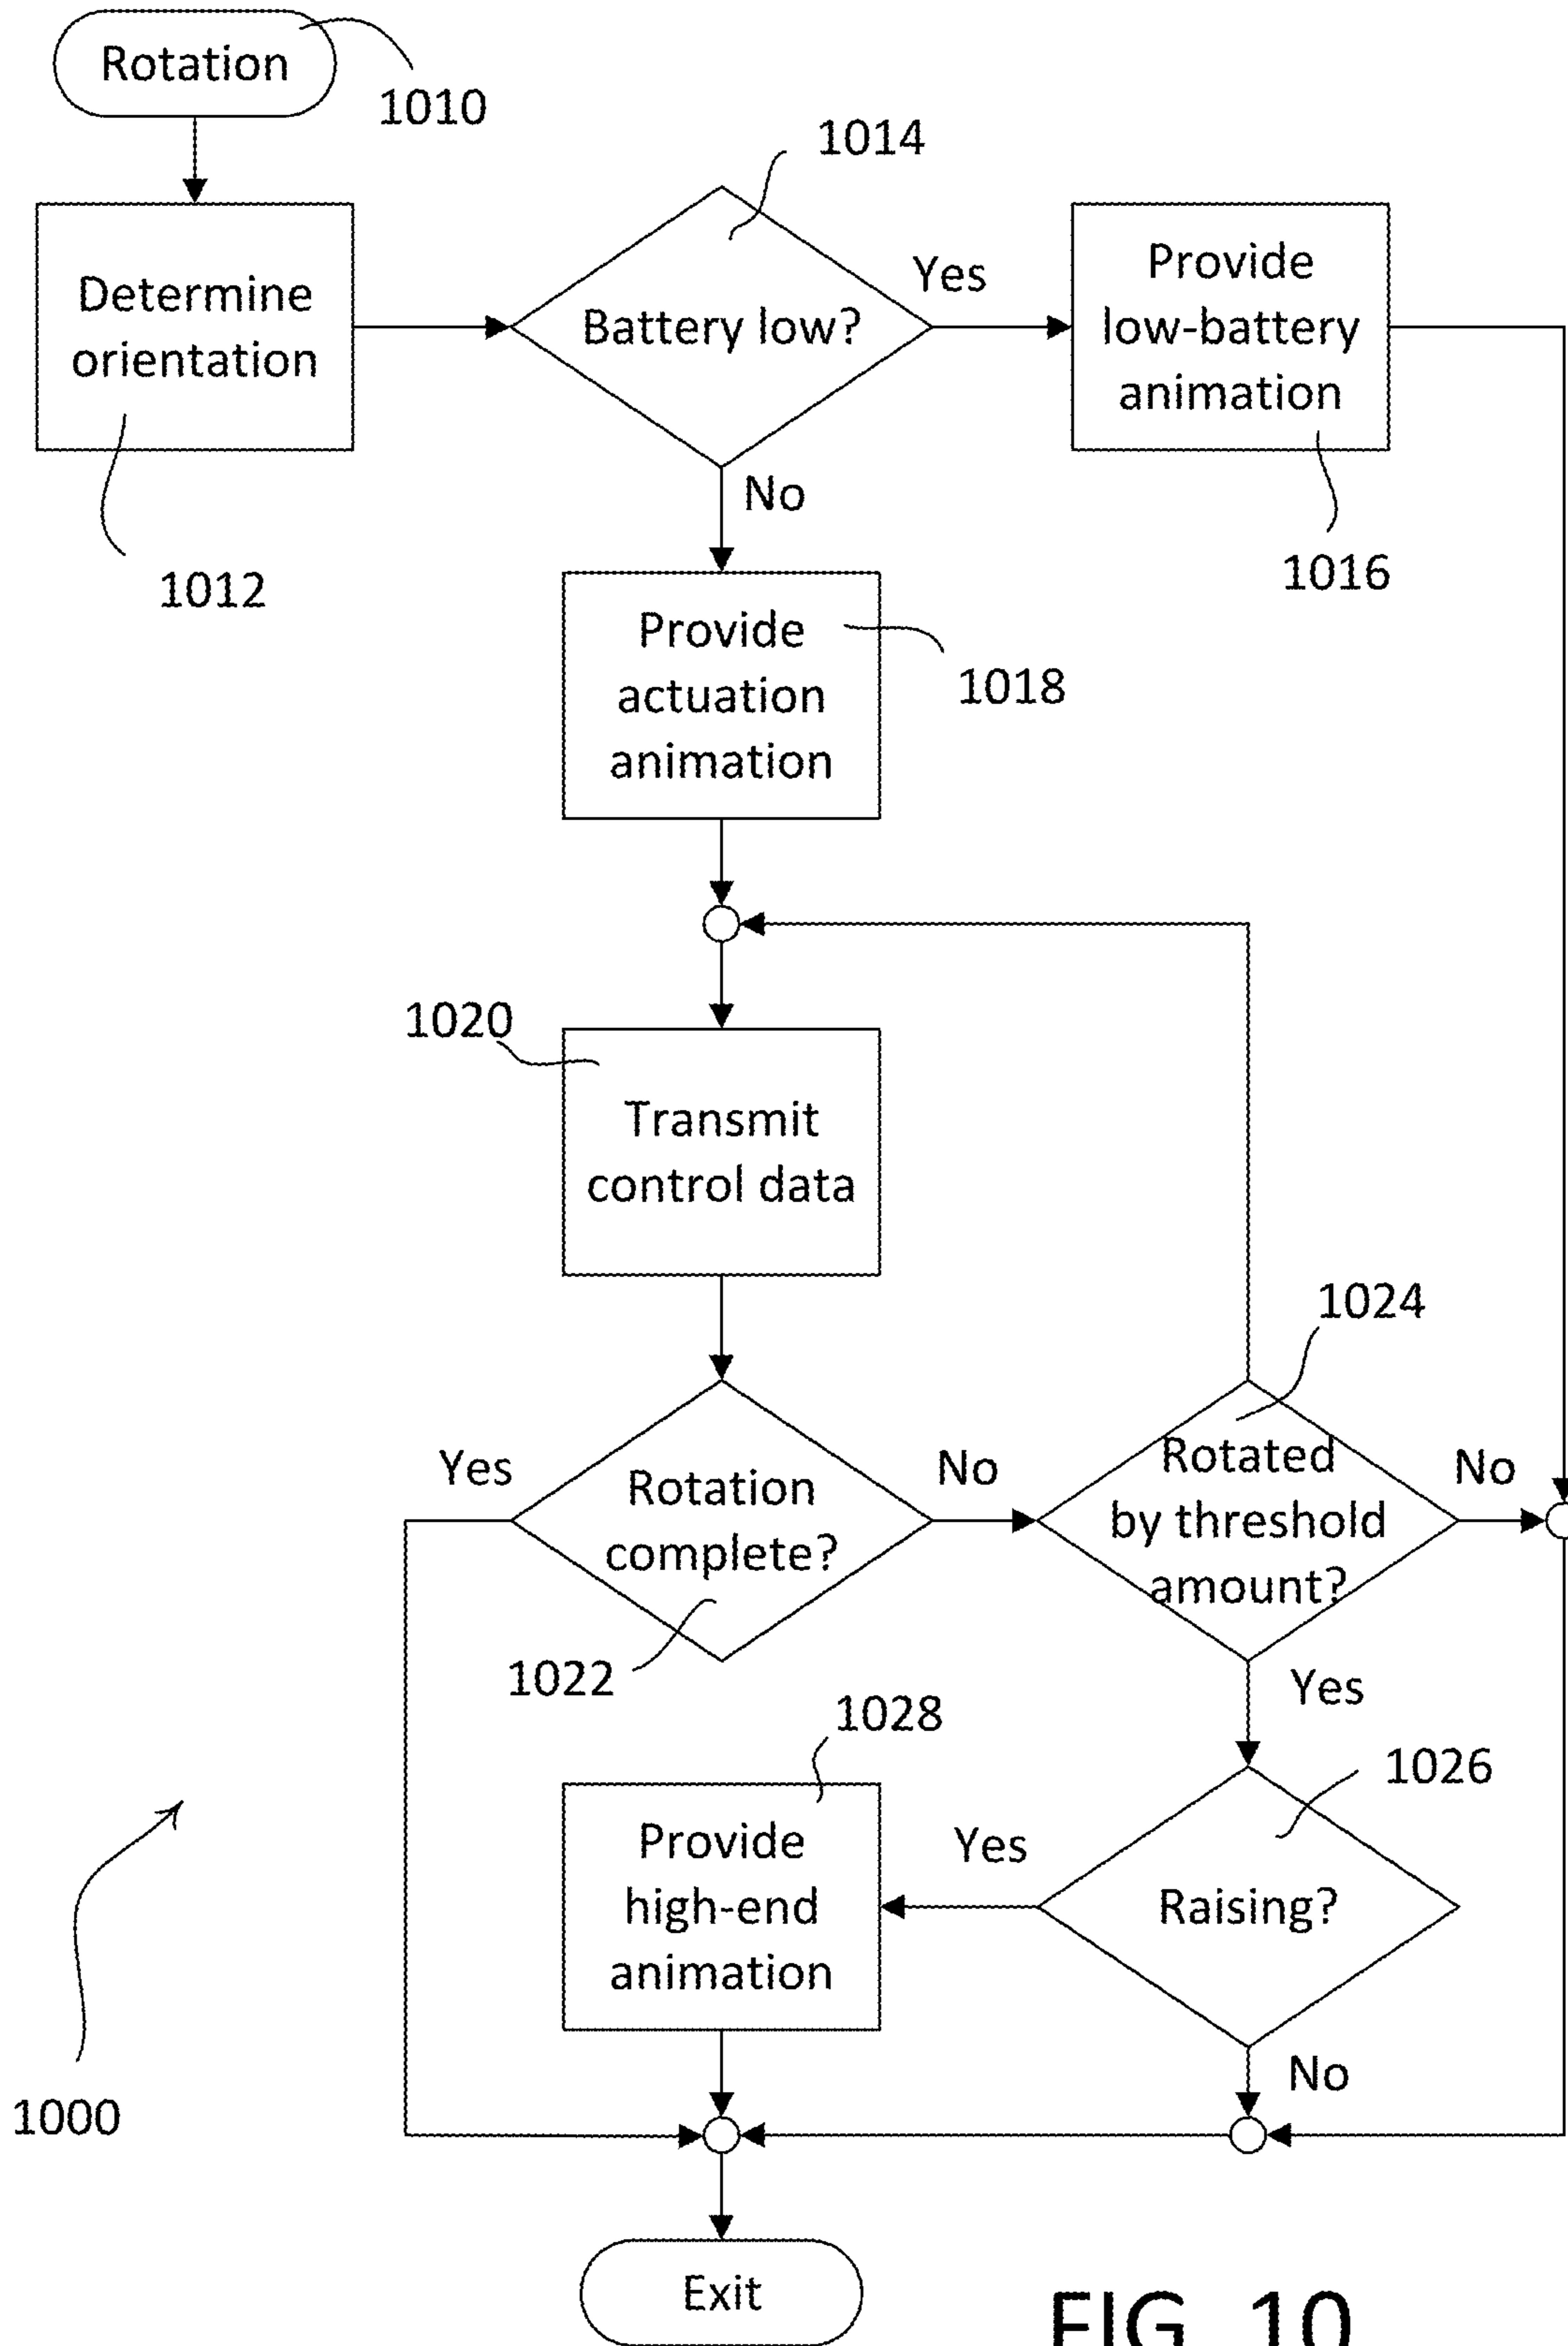 Rotation
1010
1014
Determine
orientation
1012
Battery low?
Yes
No
Provide
low-battery
animation
1016
Provide
actuation
animation
1018
1020
Transmit
control data
1024
Yes
Rotation
complete?
1022
No
Rotated
by threshold
amount?
No
Yes
1028
1026
Provide
high-end
animation
Yes
Raising?
No
1000
Exit
FIG. 10